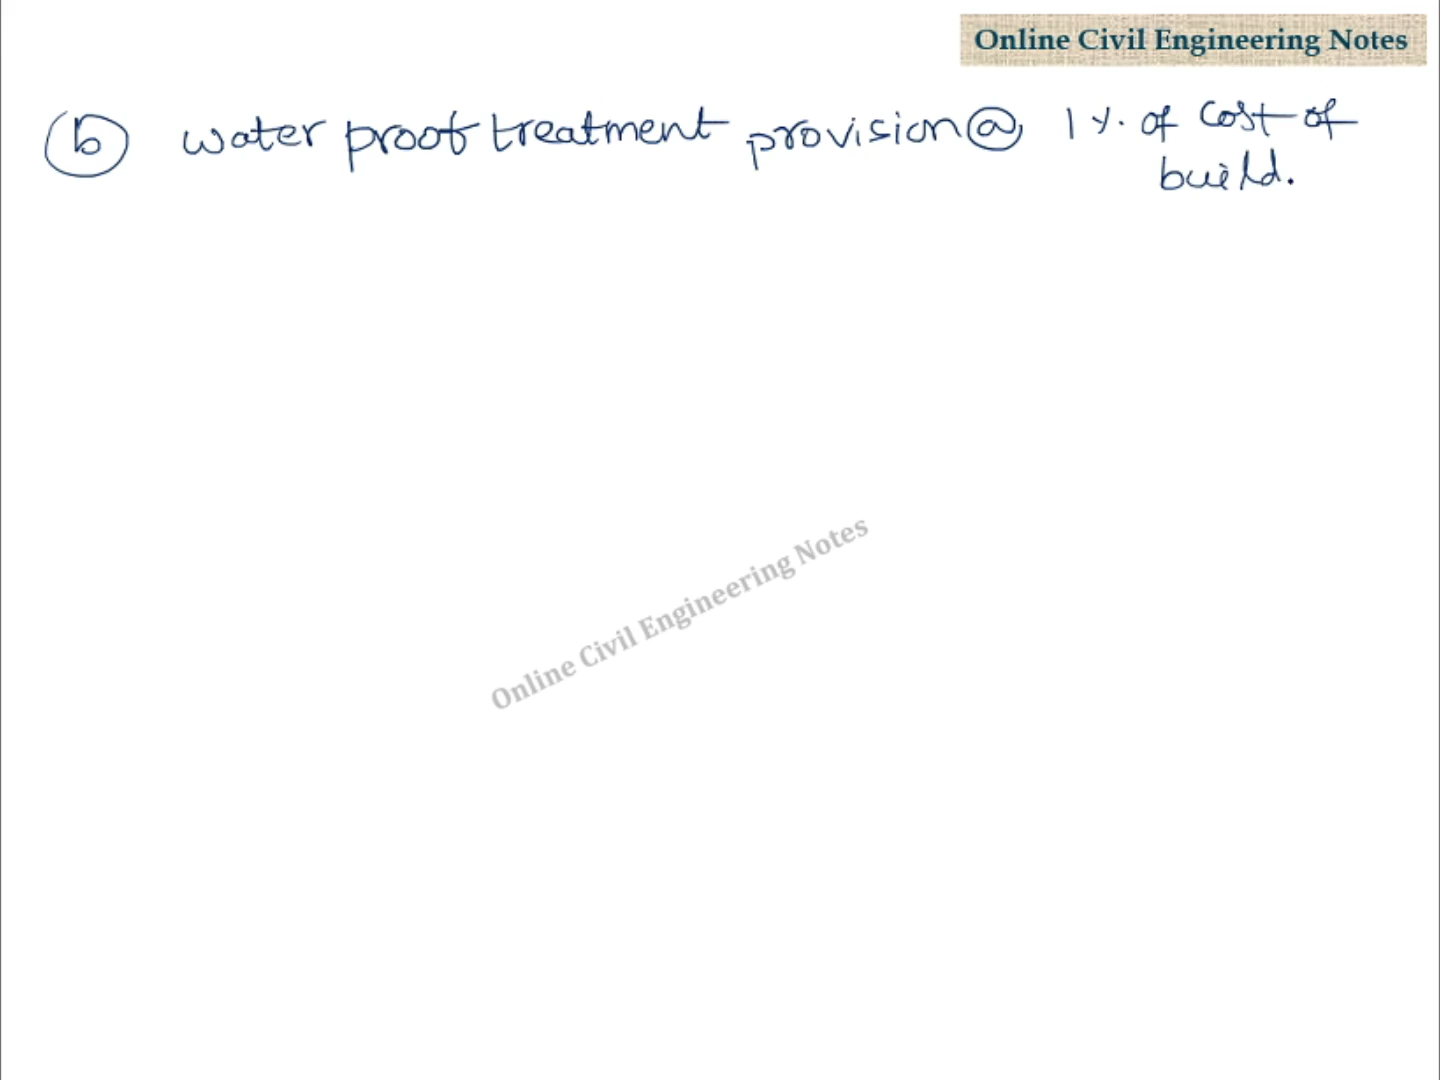 Online Civil Engineering Notes
(b) water proof treatment provision @ 1 %. of cost of
build.
Online Civil Engineering Notes